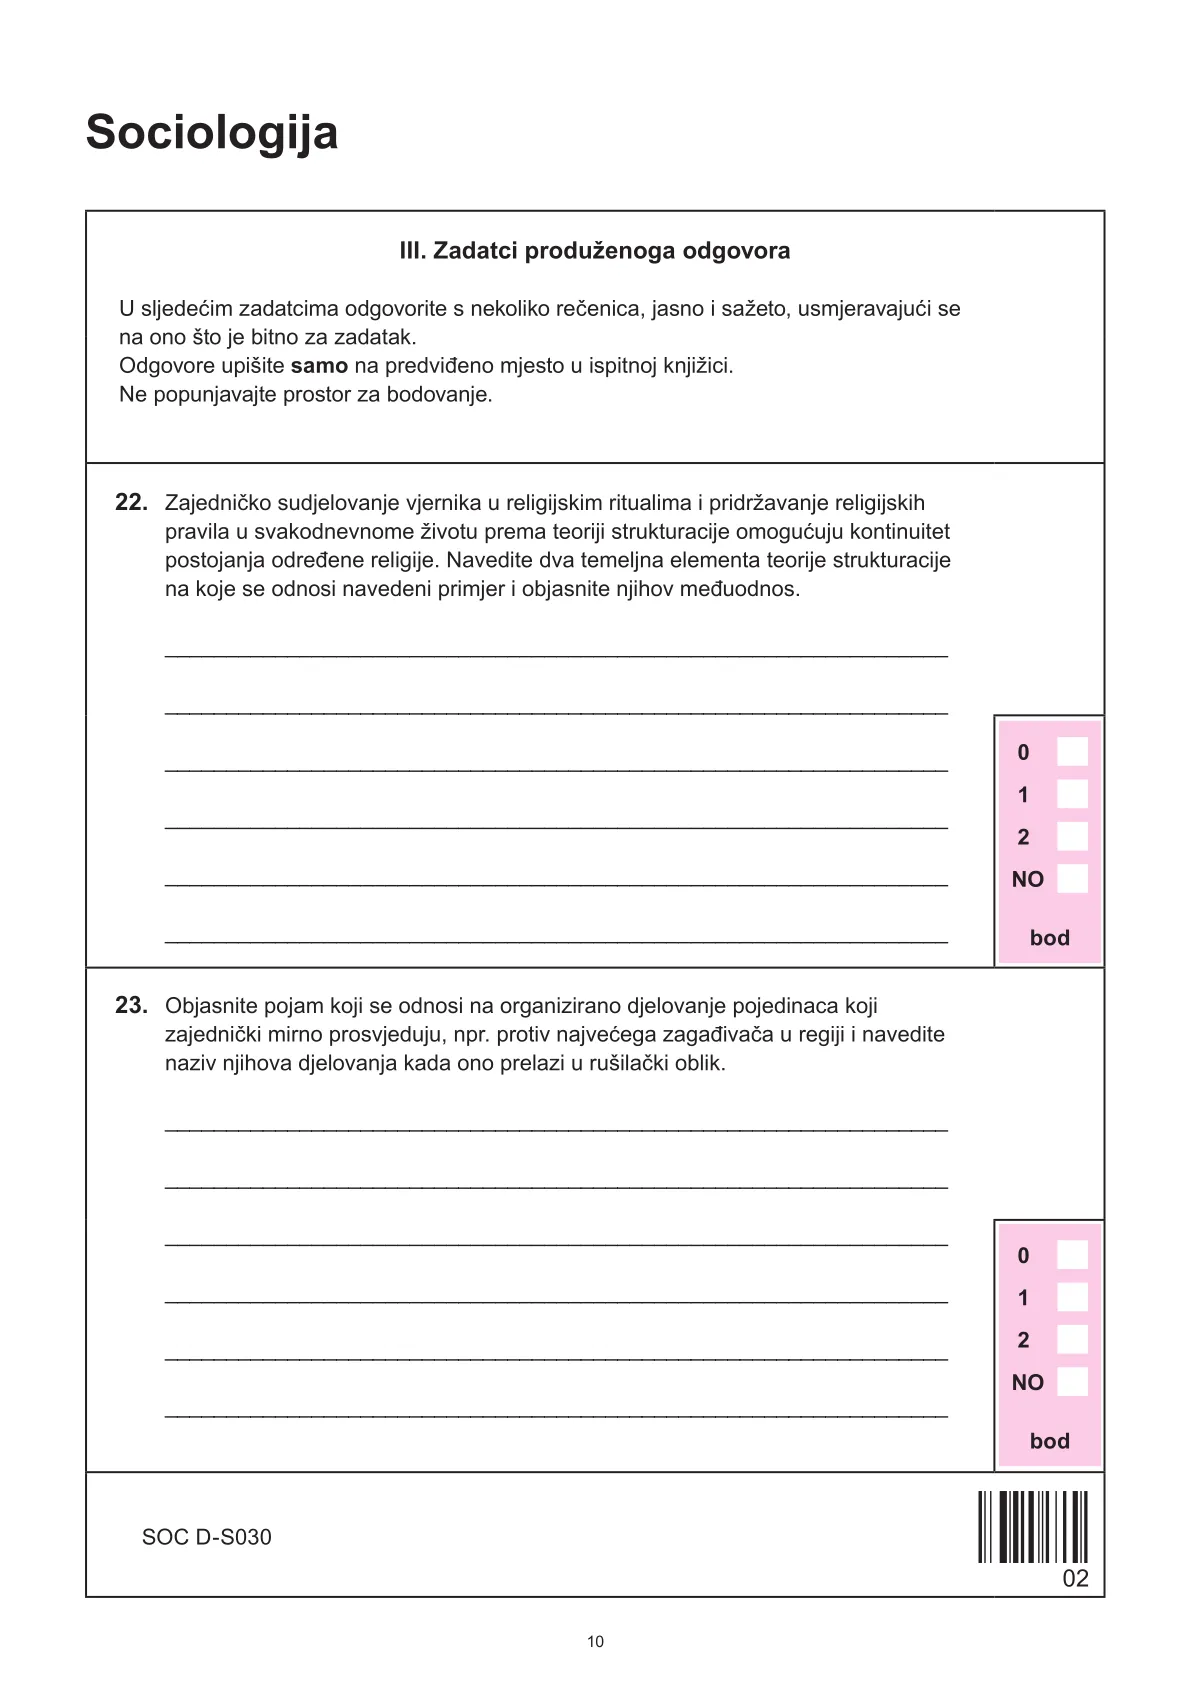 Sociologija
III. Zadatci produženoga odgovora
U sljedećim zadatcima odgovorite s nekoliko rečenica, jasno i sažeto, usmjeravajući se
na ono što je bitno za zadatak.
Odgovore upišite samo na predviđeno mjesto u ispitnoj knjižici.
Ne popunjavajte prostor za bodovanje.
22. Zajedničko sudjelovanje vjernika u religijskim ritualima i pridržavanje religijskih
pravila u svakodnevnome životu prema teoriji strukturacije omogućuju kontinuitet
postojanja određene religije. Navedite dva temeljna elementa teorije strukturacije
na koje se odnosi navedeni primjer i objasnite njihov međuodnos.
0
1
2
NO
bod
23. Objasnite pojam koji se odnosi na organizirano djelovanje pojedinaca koji
zajednički mirno prosvjeduju, npr. protiv najvećega zagađivača u regiji i navedite
naziv njihova djelovanja kada ono prelazi u rušilački oblik.
0
1
2
NO
bod
SOC D-S030
02
10